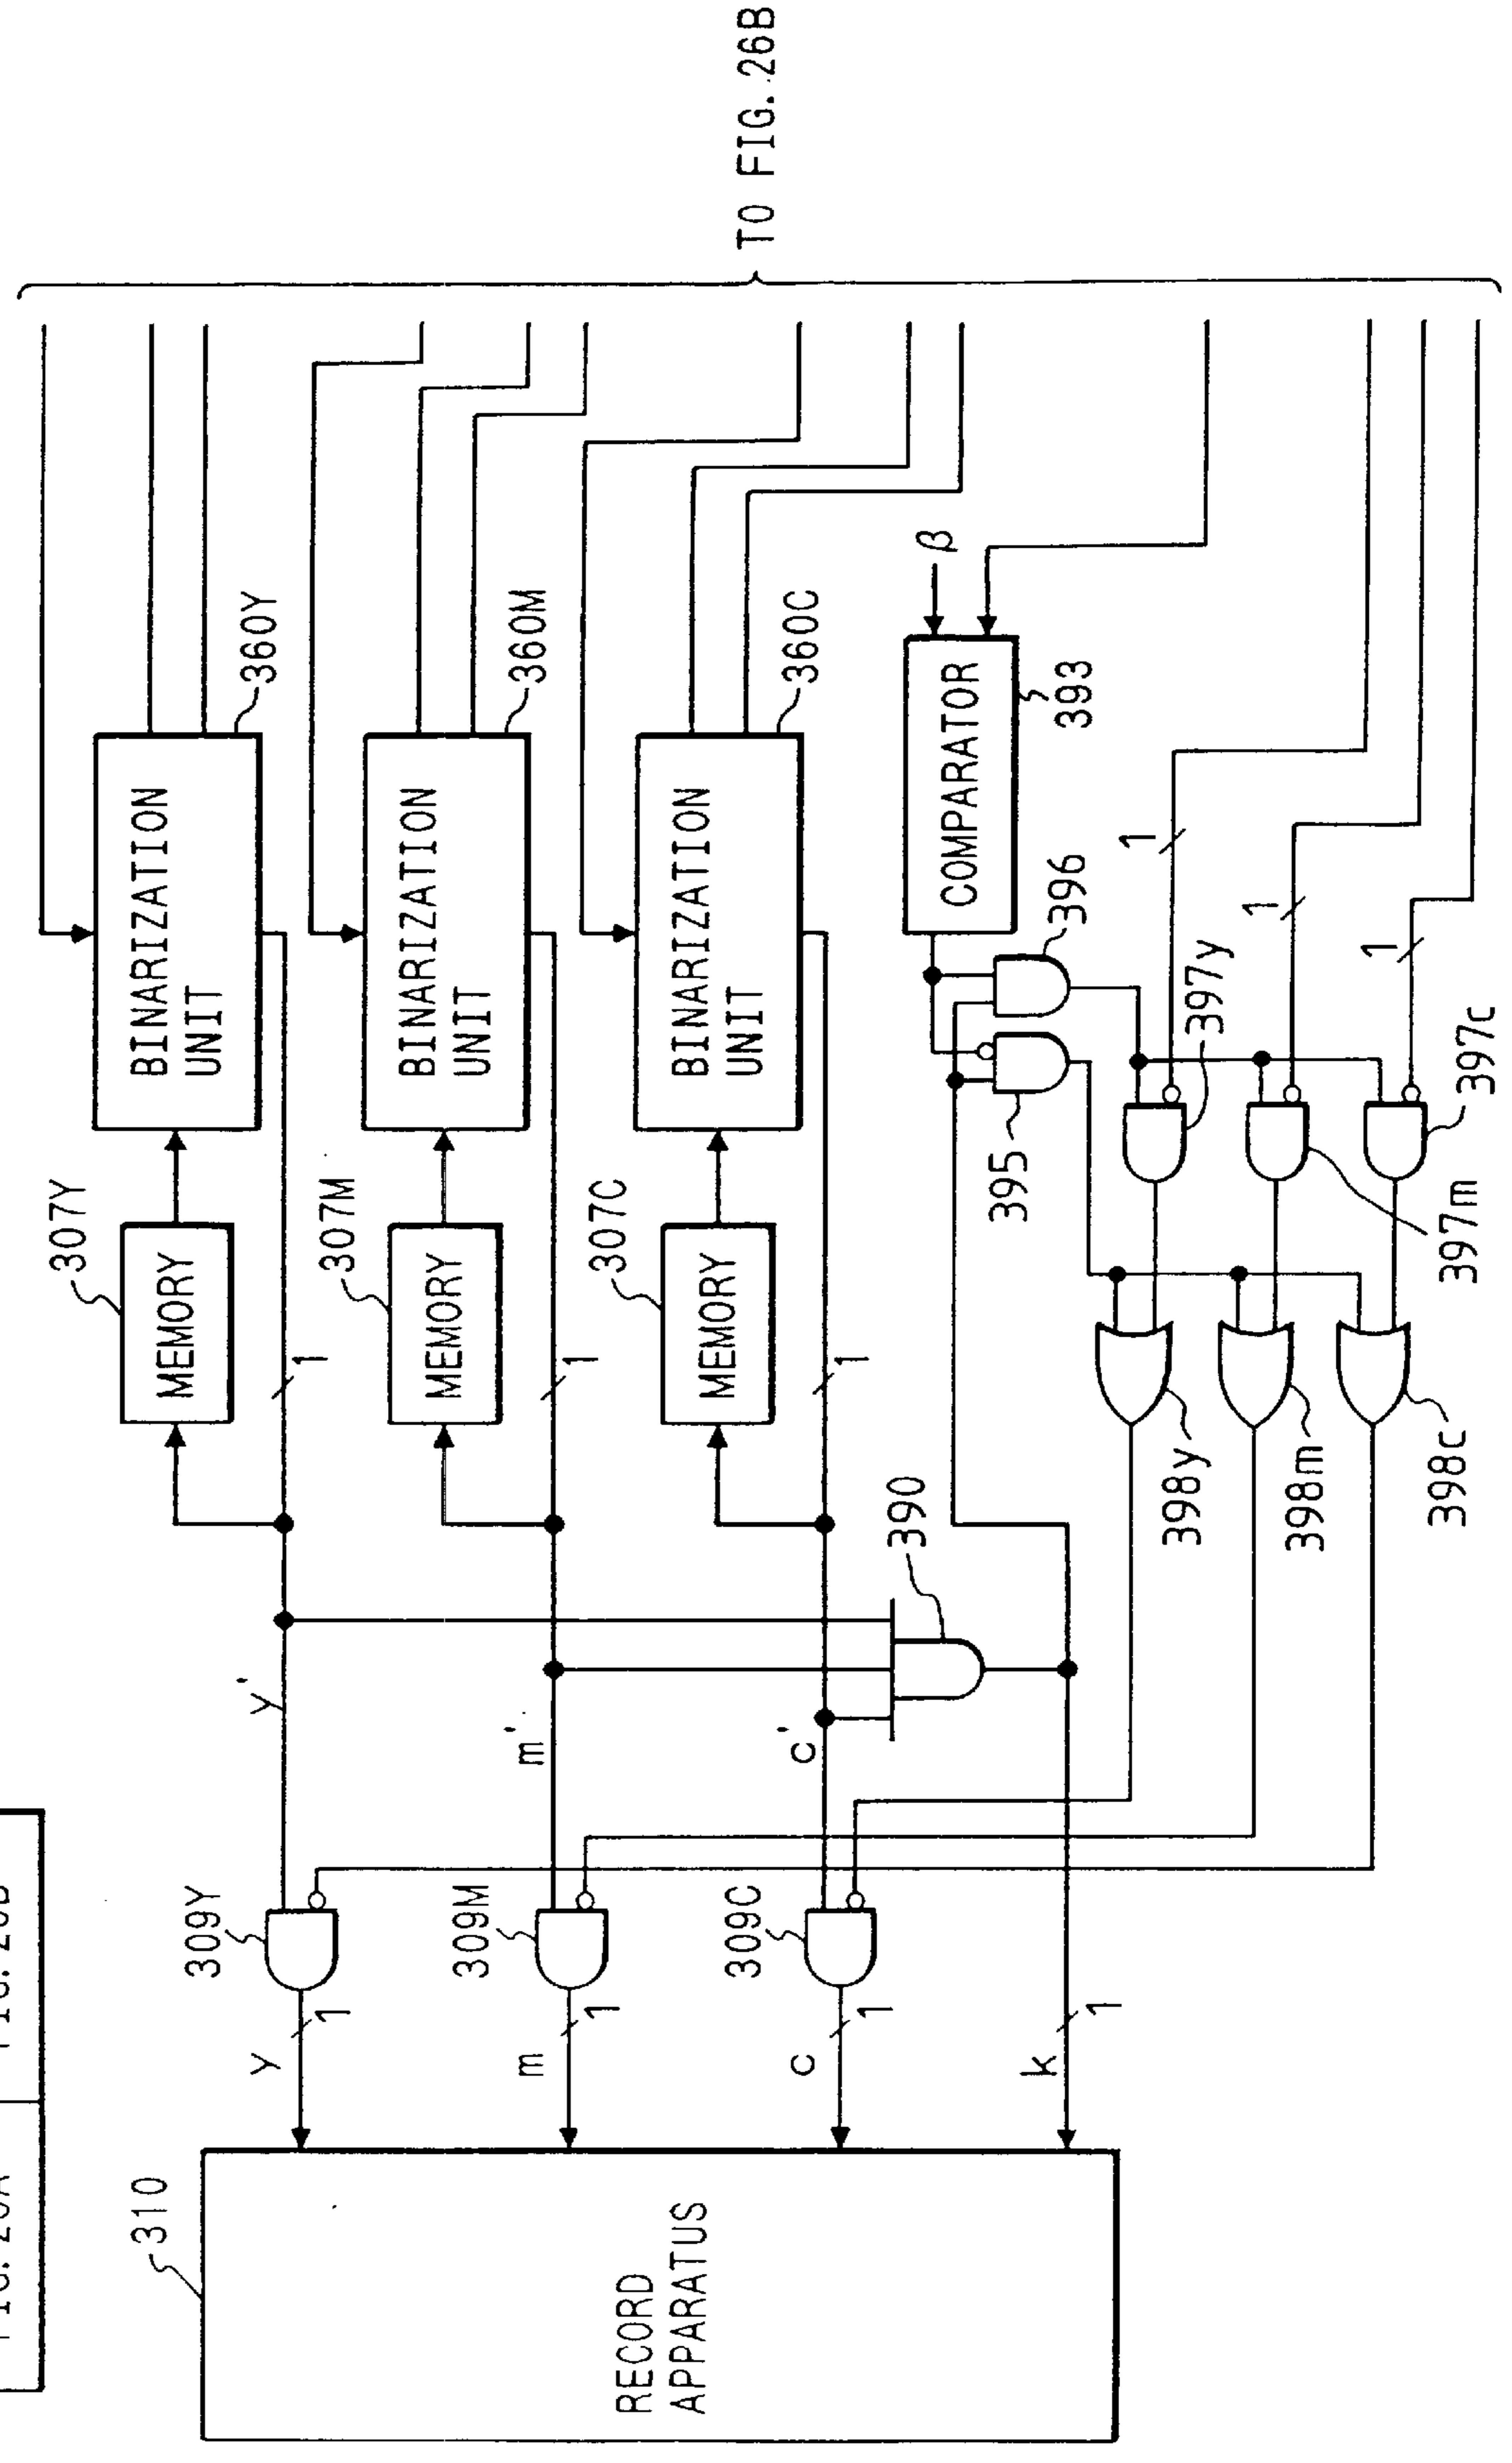 310
RECORD
APPARATUS
y
1
m
1
c
1
k
1
309Y
309M
309C
y'
m'
c'
390
307Y
MEMORY
1
307M
MEMORY
1
307C
MEMORY
1
BINARIZATION
UNIT
360Y
BINARIZATION
UNIT
360M
BINARIZATION
UNIT
360C
β
COMPARATOR
393
396
395
1
1
1
397y
397m
397c
398y
398m
398c
TO FIG. 26B